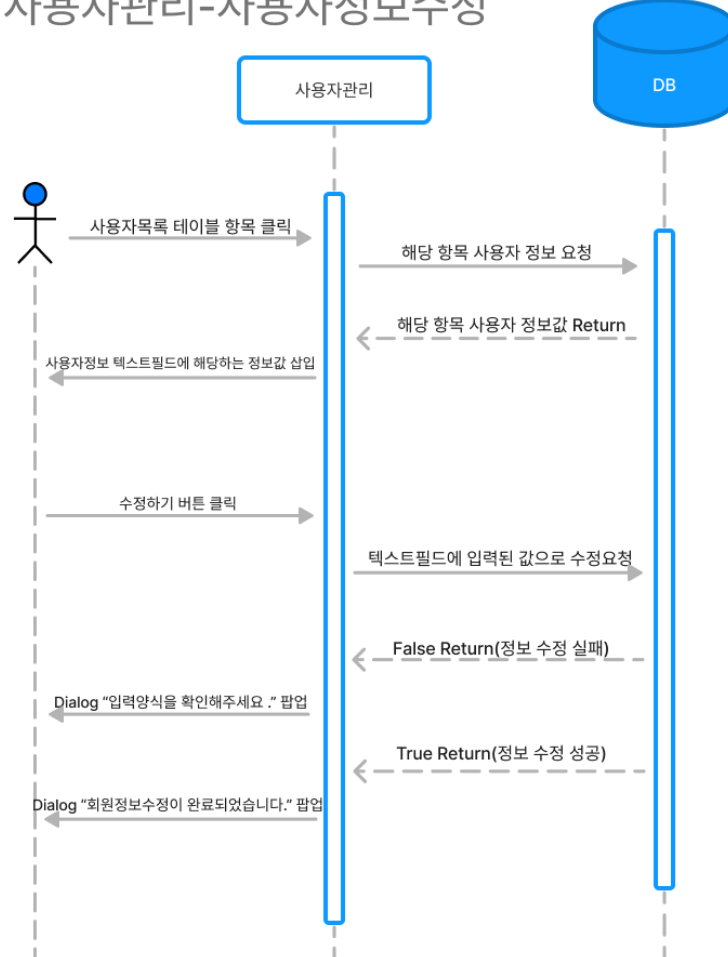 사용자관리-사용자정보수정
사용자관리
DB
사용자목록 테이블 항목 클릭
해당 항목 사용자 정보 요청
해당 항목 사용자 정보값 Return
사용자정보 텍스트필드에 해당하는 정보값 삽입
수정하기 버튼 클릭
텍스트필드에 입력된 값으로 수정요청
False Return(정보 수정 실패)
Dialog “입력양식을 확인해주세요 .” 팝업
True Return(정보 수정 성공)
Dialog “회원정보수정이 완료되었습니다.” 팝업